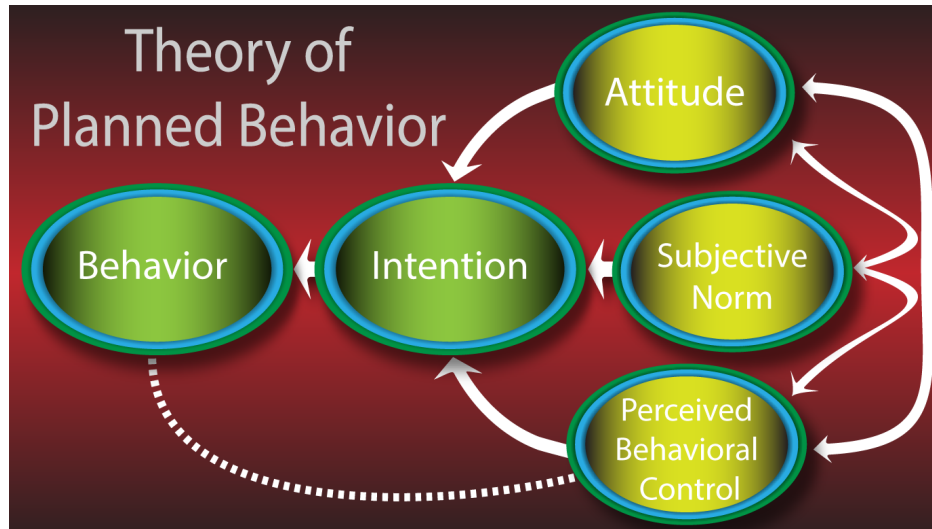 Theory of
Planned Behavior
Attitude
Behavior
Intention
Subjective
Norm
Perceived
Behavioral
Control